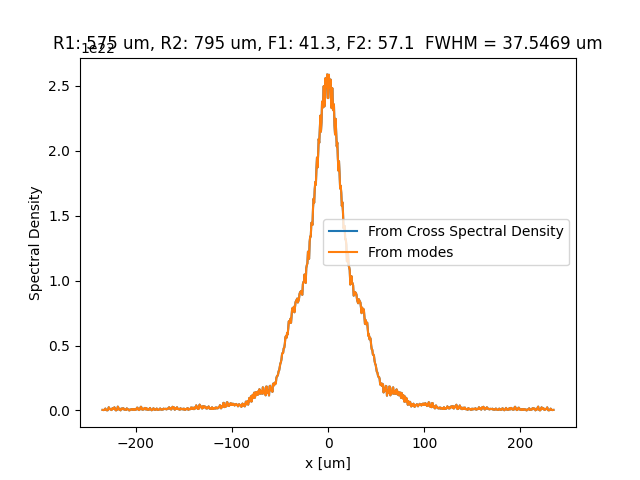 R1: 575 um, R2: 795 um, F1: 41.3, F2: 57.1  FWHM = 37.5469 um
1e22
2.5
2.0
1.5
1.0
0.5
0.0
Spectral Density
From Cross Spectral Density
From modes
−200
−100
0
100
200
x [um]